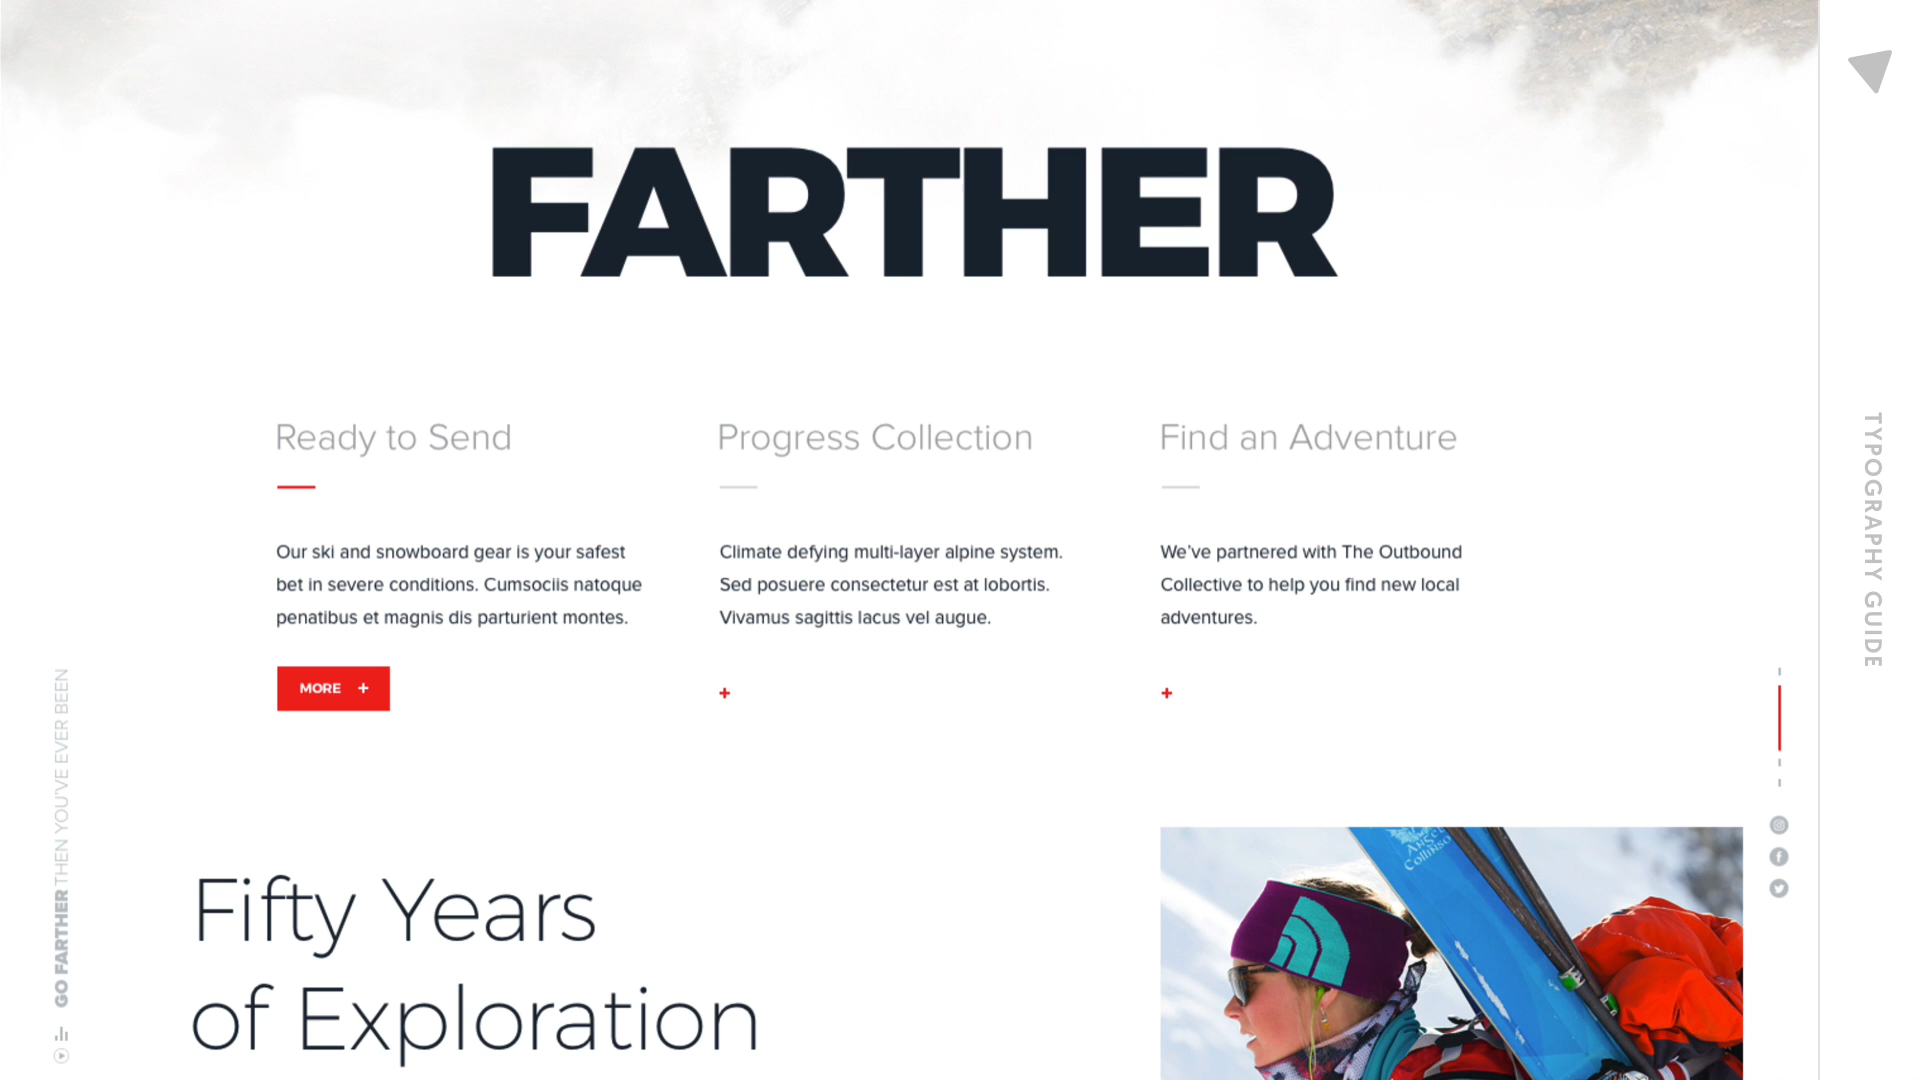 FARTHER
Ready to Send
Our ski and snowboard gear is your safest
bet in severe conditions. Cumsociis natoque
penatibus et magnis dis parturient montes.
MORE +
Progress Collection
Climate defying multi-layer alpine system.
Sed posuere consectetur est at lobortis.
Vivamus sagittis lacus vel augue.
+
Find an Adventure
We’ve partnered with The Outbound
Collective to help you find new local
adventures.
+
Fifty Years
of Exploration
GO FARTHER THEN YOU'VE EVER BEEN
TYPOGRAPHY GUIDE